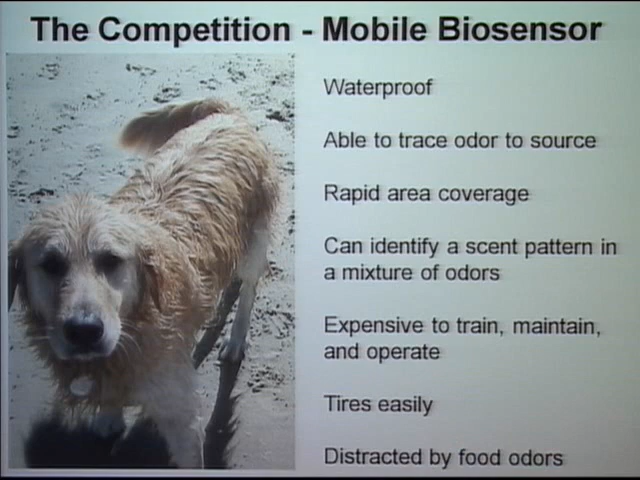 The Competition - Mobile Biosensor
Waterproof
Able to trace odor to source
Rapid area coverage
Can identify a scent pattern in
a mixture of odors
Expensive to train, maintain,
and operate
Tires easily
Distracted by food odors